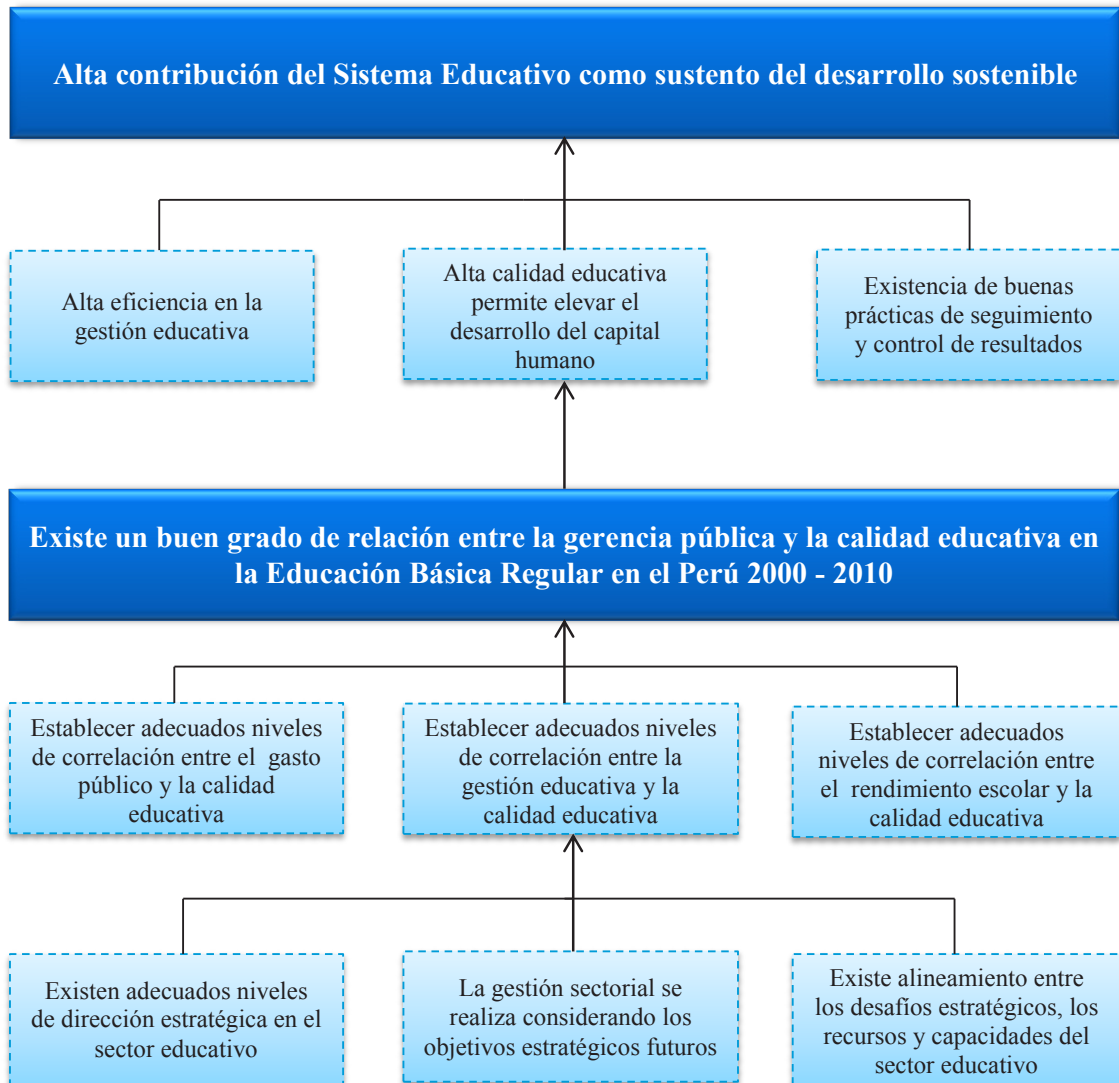 Alta contribución del Sistema Educativo como sustento del desarrollo sostenible
Alta eficiencia en la
gestión educativa
Alta calidad educativa
permite elevar el
desarrollo del capital
humano
Existencia de buenas
prácticas de seguimiento
y control de resultados
Existe un buen grado de relación entre la gerencia pública y la calidad educativa en
la Educación Básica Regular en el Perú 2000 - 2010
Establecer adecuados niveles
de correlación entre el gasto
público y la calidad
educativa
Establecer adecuados niveles
de correlación entre la
gestión educativa y la
calidad educativa
Establecer adecuados
niveles de correlación entre
el rendimiento escolar y la
calidad educativa
Existen adecuados niveles
de dirección estratégica en el
sector educativo
La gestión sectorial se
realiza considerando los
objetivos estratégicos futuros
Existe alineamiento entre
los desafíos estratégicos, los
recursos y capacidades del
sector educativo